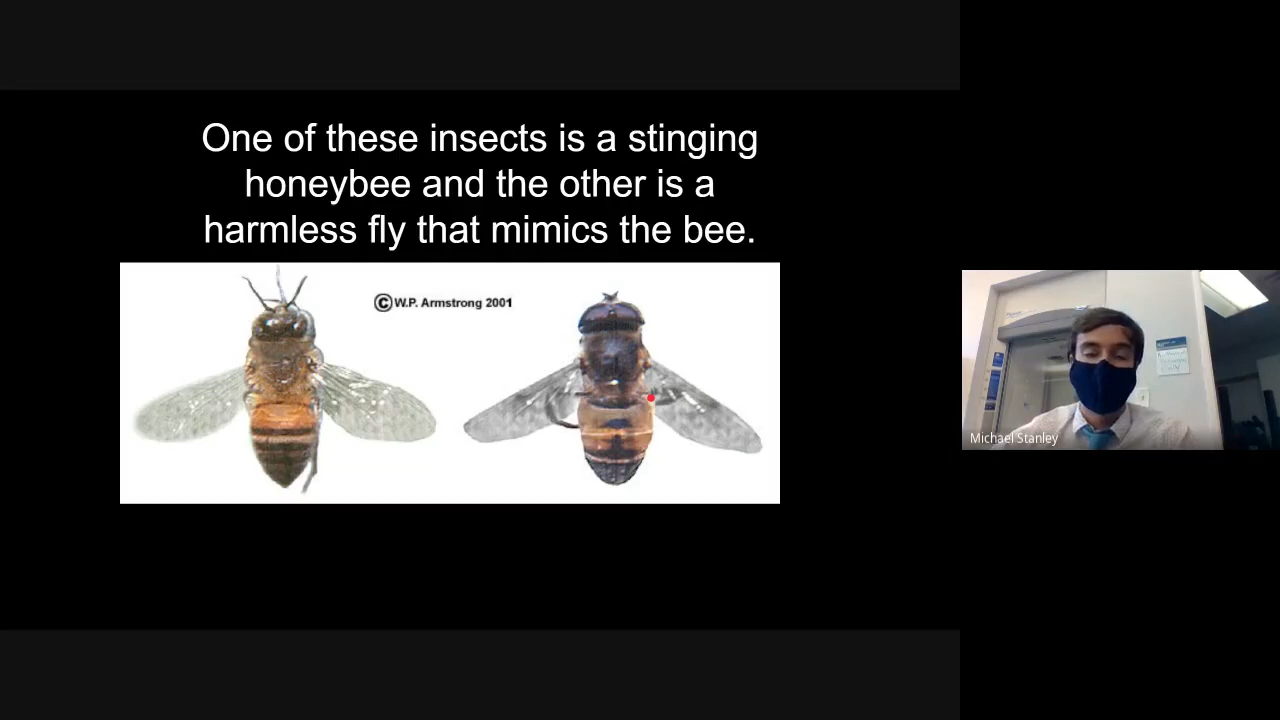 One of these insects is a stinging
honeybee and the other is a
harmless fly that mimics the bee.
© W.P. Armstrong 2001
Michael Stanley